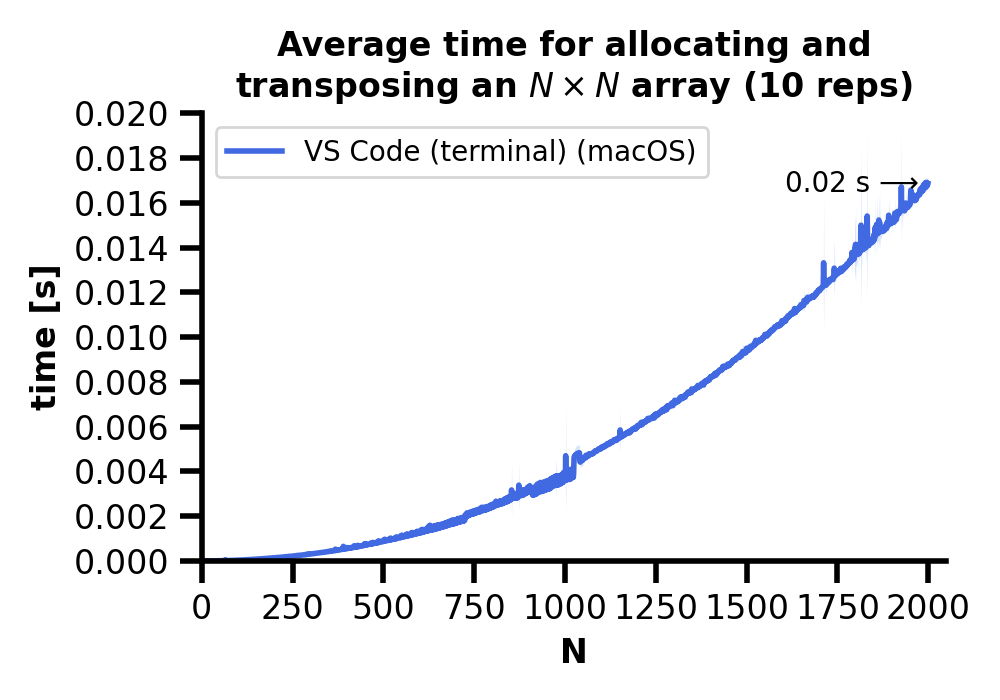 Average time for allocating and
transposing an N × N array (10 reps)
0.020
0.018
0.016
0.014
0.012
0.010
0.008
0.006
0.004
0.002
0.000
time [s]
VS Code (terminal) (macOS)
0.02 s →
0 250 500 750 1000 1250 1500 1750 2000
N